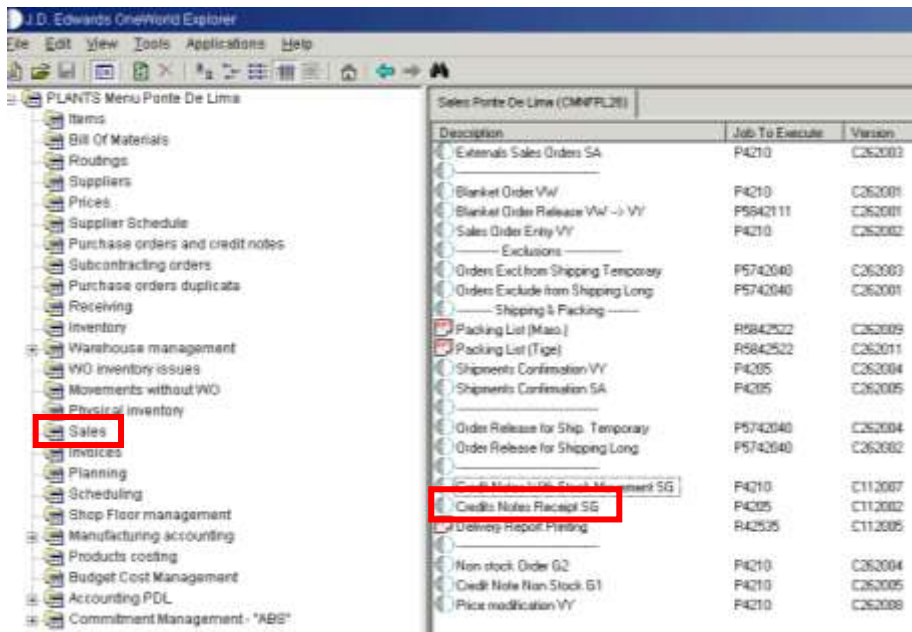 J.D. Edwards OneWorld Explorer
File Edit View Tools Applications Help
PLANTS Menu Ponte De Lima
Items
Bill Of Materials
Routings
Suppliers
Prices
Supplier Schedule
Purchase orders and credit notes
Subcontracting orders
Purchase orders duplicata
Receiving
Inventory
Warehouse management
WO inventory issues
Movements without WO
Physical inventory
Sales
Invoices
Planning
Scheduling
Shop Floor management
Manufacturing accounting
Products costing
Budget Cost Management
Accounting PDL
Commitment Management - "ABS"
Sales Ponte De Lima (CMNFPL26)
Description Job To Execute Version
Externals Sales Orders SA P4210 C262003
Blanket Order VW P4210 C262001
Blanket Order Release VW -> VY P5842111 C262001
Sales Order Entry VY P4210 C262002
-------- Exclusions -----------
Orders Excl.from Shipping Temporary P5742040 C262003
Orders Exclude from Shipping Long P5742040 C262001
-------- Shipping & Packing -------
Packing List (Maro.) R5842522 C262009
Packing List (Tige) R5842522 C262011
Shipments Confirmation VY P4205 C262004
Shipments Confirmation SA P4205 C262005
Order Release for Ship. Temporary P5742040 C262004
Order Release for Shipping Long P5742040 C262002
Credit Notes With Stock Movement SG P4210 C112007
Credits Notes Receipt SG P4205 C112002
Delivery Report Printing R42535 C112005
Non stock Order G2 P4210 C262004
Credit Note Non Stock G1 P4210 C262005
Price modification VY P4210 C262008